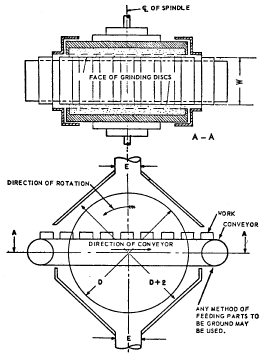 ℄ OF SPINDLE
FACE OF GRINDING DISCS
W
A - A
E
DIRECTION OF ROTATION
WORK
CONVEYOR
A
A
DIRECTION OF CONVEYOR
D
D+2
ANY METHOD OF
FEEDING PARTS TO
BE GROUND MAY
BE USED.
E